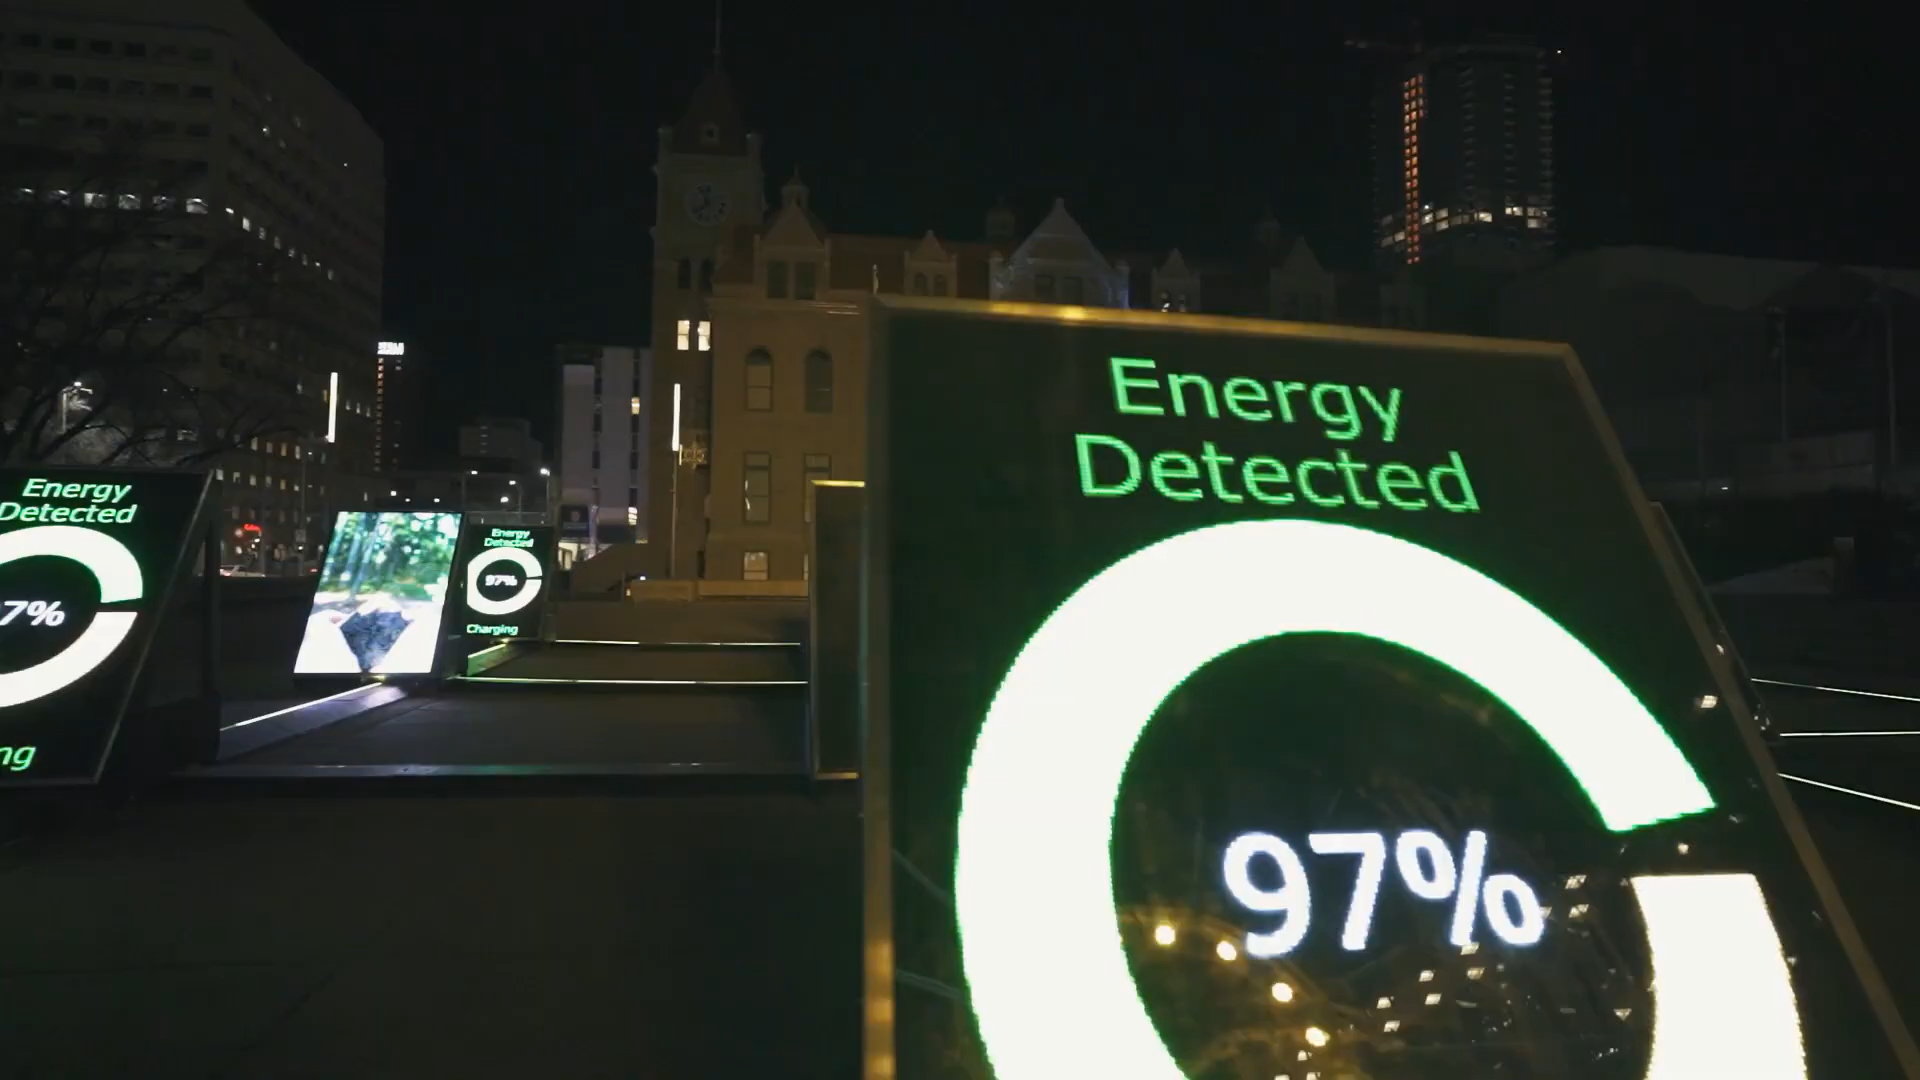 Energy
Detected
97%
Energy
Detected
7%
ng
Energy
Detected
97%
Charging